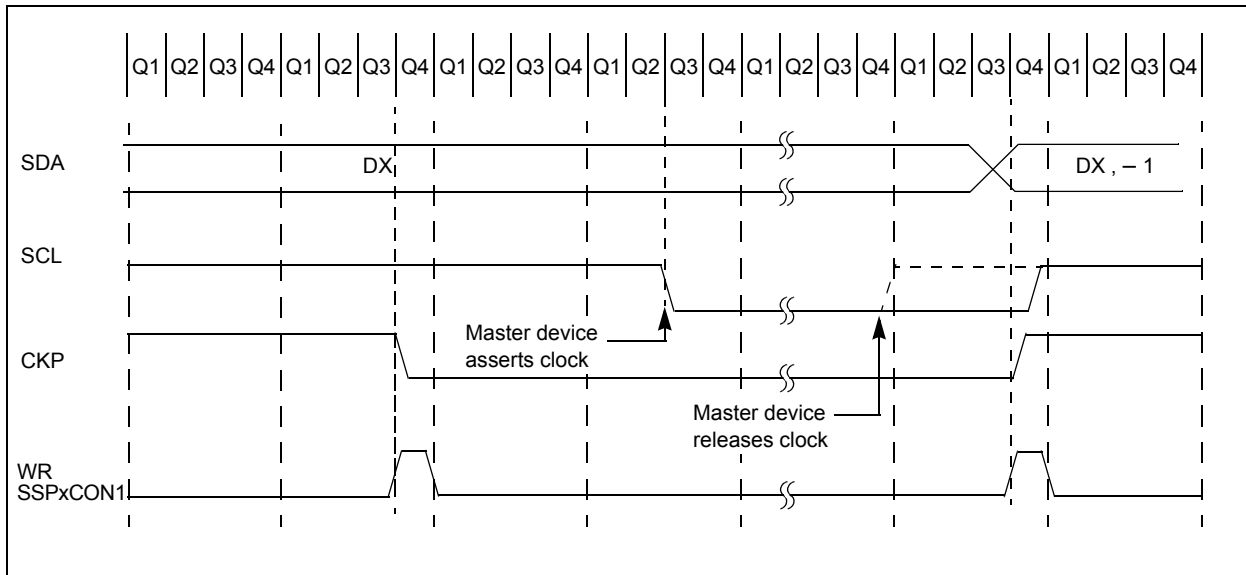 Q1 Q2 Q3 Q4 Q1 Q2 Q3 Q4 Q1 Q2 Q3 Q4 Q1 Q2 Q3 Q4 Q1 Q2 Q3 Q4 Q1 Q2 Q3 Q4 Q1 Q2 Q3 Q4
SDA
DX
DX , – 1
SCL
Master device
asserts clock
CKP
Master device
releases clock
WR
SSPxCON1